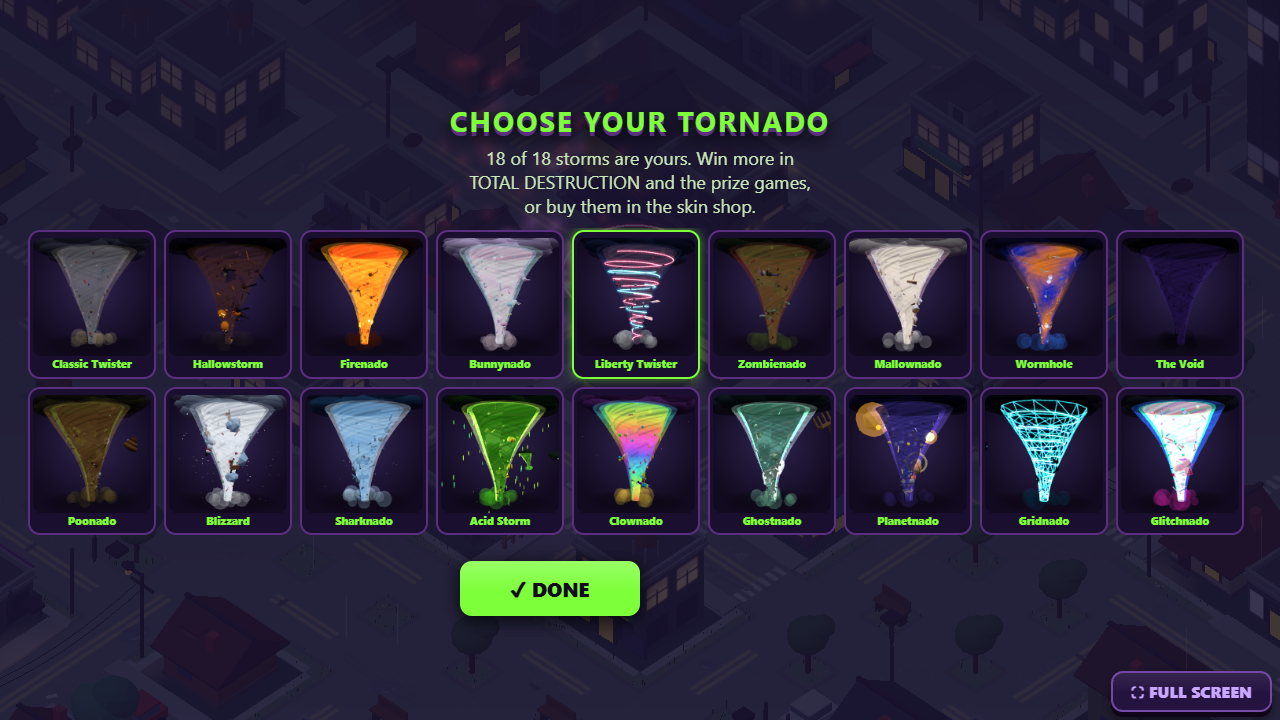 CHOOSE YOUR TORNADO
18 of 18 storms are yours. Win more in
TOTAL DESTRUCTION and the prize games,
or buy them in the skin shop.
Classic Twister
Hallowstorm
Firenado
Bunnynado
Liberty Twister
Zombienado
Mallownado
Wormhole
The Void
Poonado
Blizzard
Sharknado
Acid Storm
Clownado
Ghostnado
Planetnado
Gridnado
Glitchnado
✓ DONE
FULL SCREEN